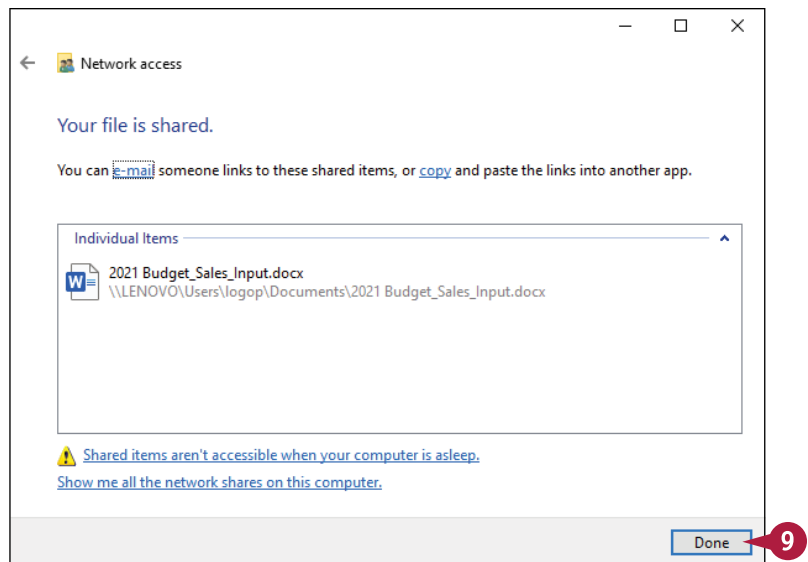 Network access
Your file is shared.
You can e-mail someone links to these shared items, or copy and paste the links into another app.
Individual Items
W
2021 Budget_Sales_Input.docx
\\LENOVO\Users\logop\Documents\2021 Budget_Sales_Input.docx
Shared items aren't accessible when your computer is asleep.
Show me all the network shares on this computer.
Done
9